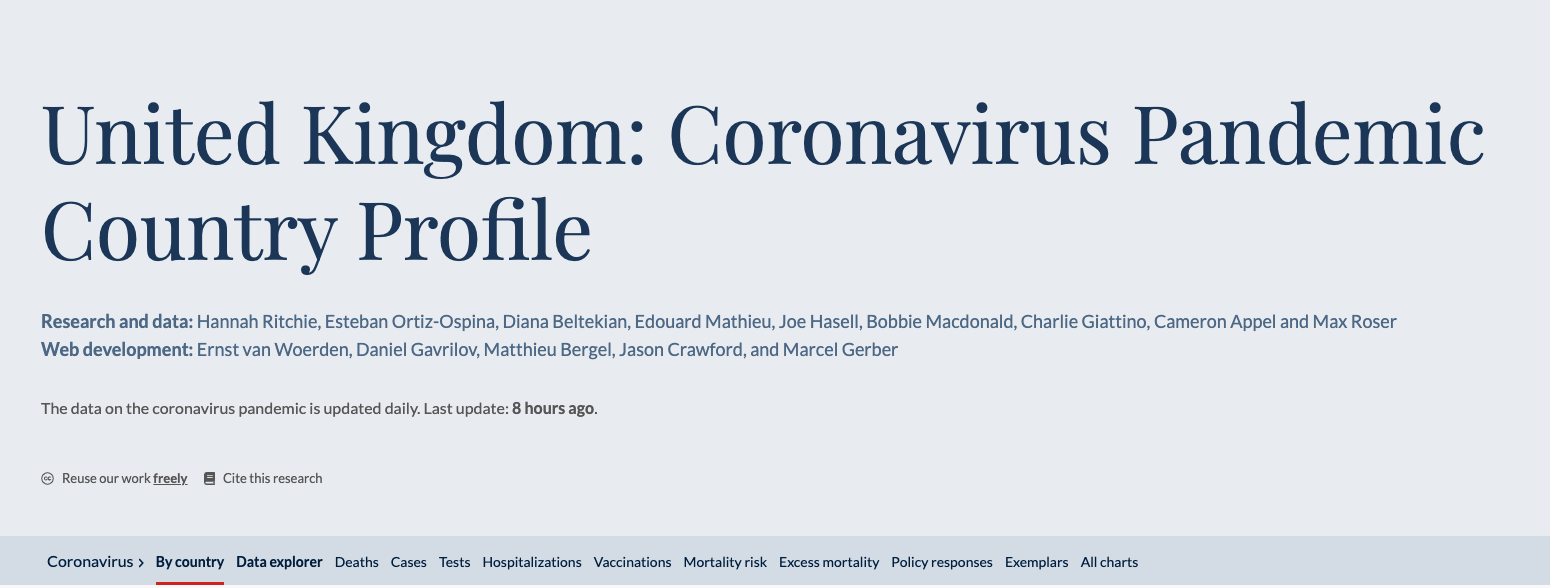 United Kingdom: Coronavirus Pandemic
Country Profile
Research and data: Hannah Ritchie, Esteban Ortiz-Ospina, Diana Beltekian, Edouard Mathieu, Joe Hasell, Bobbie Macdonald, Charlie Giattino, Cameron Appel and Max Roser
Web development: Ernst van Woerden, Daniel Gavrilov, Matthieu Bergel, Jason Crawford, and Marcel Gerber
The data on the coronavirus pandemic is updated daily. Last update: 8 hours ago.
Reuse our work freely Cite this research
Coronavirus › By country Data explorer Deaths Cases Tests Hospitalizations Vaccinations Mortality risk Excess mortality Policy responses Exemplars All charts